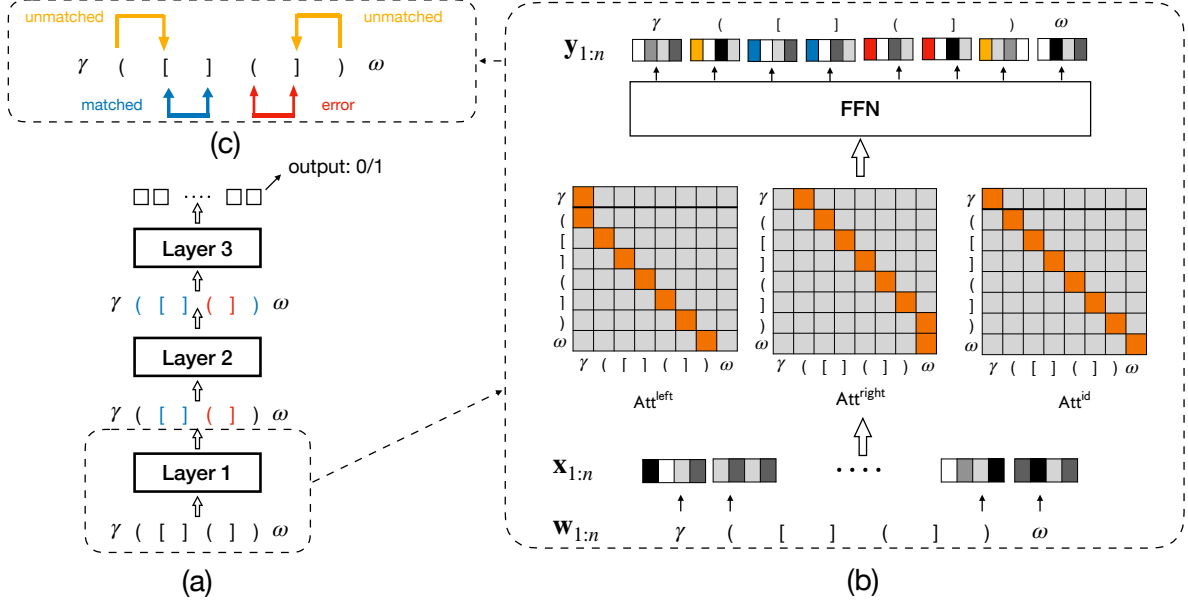 unmatched unmatched
γ ( [ ] ( ] ) ω
matched error
(c)
output: 0/1
....
Layer 3
γ ( [ ] ( ] ) ω
Layer 2
γ ( [ ] ( ] ) ω
Layer 1
γ ( [ ] ( ] ) ω
(a)
γ ( [ ] ( ] ) ω
y1:n
FFN
γ
(
[
]
(
]
)
ω
γ ( [ ] ( ] ) ω
Attleft
γ
(
[
]
(
]
)
ω
γ ( [ ] ( ] ) ω
Attright
γ
(
[
]
(
]
)
ω
γ ( [ ] ( ] ) ω
Attid
x1:n
....
w1:n γ ( [ ] ( ] ) ω
(b)